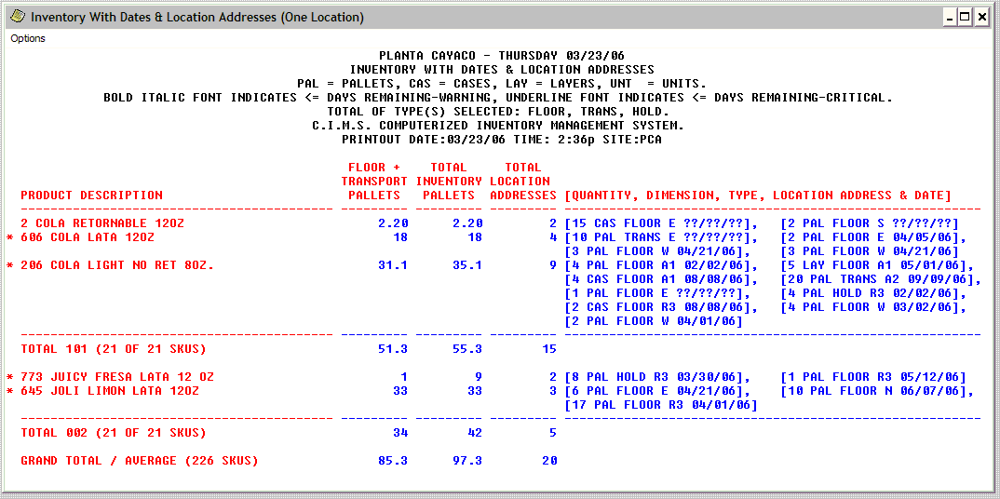 Inventory With Dates & Location Addresses (One Location)
Options
PLANTA CAYACO - THURSDAY 03/23/06
INVENTORY WITH DATES & LOCATION ADDRESSES
PAL = PALLETS, CAS = CASES, LAY = LAYERS, UNT = UNITS.
BOLD ITALIC FONT INDICATES <= DAYS REMAINING-WARNING, UNDERLINE FONT INDICATES <= DAYS REMAINING-CRITICAL.
TOTAL OF TYPE(S) SELECTED: FLOOR, TRANS, HOLD.
C.I.M.S. COMPUTERIZED INVENTORY MANAGEMENT SYSTEM.
PRINTOUT DATE:03/23/06 TIME: 2:36p SITE:PCA
FLOOR + TOTAL TOTAL
TRANSPORT INVENTORY LOCATION
PRODUCT DESCRIPTION PALLETS PALLETS ADDRESSES [QUANTITY, DIMENSION, TYPE, LOCATION ADDRESS & DATE]
2 COLA RETORNABLE 12OZ 2.20 2.20 2 [15 CAS FLOOR E ??/??/??], [2 PAL FLOOR S ??/??/??]
* 606 COLA LATA 12OZ 18 18 4 [10 PAL TRANS E ??/??/??], [2 PAL FLOOR E 04/05/06],
[3 PAL FLOOR W 04/21/06], [3 PAL FLOOR W 04/21/06]
* 206 COLA LIGHT NO RET 8OZ. 31.1 35.1 9 [4 PAL FLOOR A1 02/02/06], [5 LAY FLOOR A1 05/01/06],
[4 CAS FLOOR A1 08/08/06], [20 PAL TRANS A2 09/09/06],
[1 PAL FLOOR E ??/??/??], [4 PAL HOLD R3 02/02/06],
[2 CAS FLOOR R3 08/08/06], [4 PAL FLOOR W 03/02/06],
[2 PAL FLOOR W 04/01/06]
TOTAL 101 (21 OF 21 SKUS) 51.3 55.3 15
* 773 JUICY FRESA LATA 12 OZ 1 9 2 [8 PAL HOLD R3 03/30/06], [1 PAL FLOOR R3 05/12/06]
* 645 JOLI LIMON LATA 12OZ 33 33 3 [6 PAL FLOOR E 04/21/06], [10 PAL FLOOR N 06/07/06],
[17 PAL FLOOR R3 04/01/06]
TOTAL 002 (21 OF 21 SKUS) 34 42 5
GRAND TOTAL / AVERAGE (226 SKUS) 85.3 97.3 20